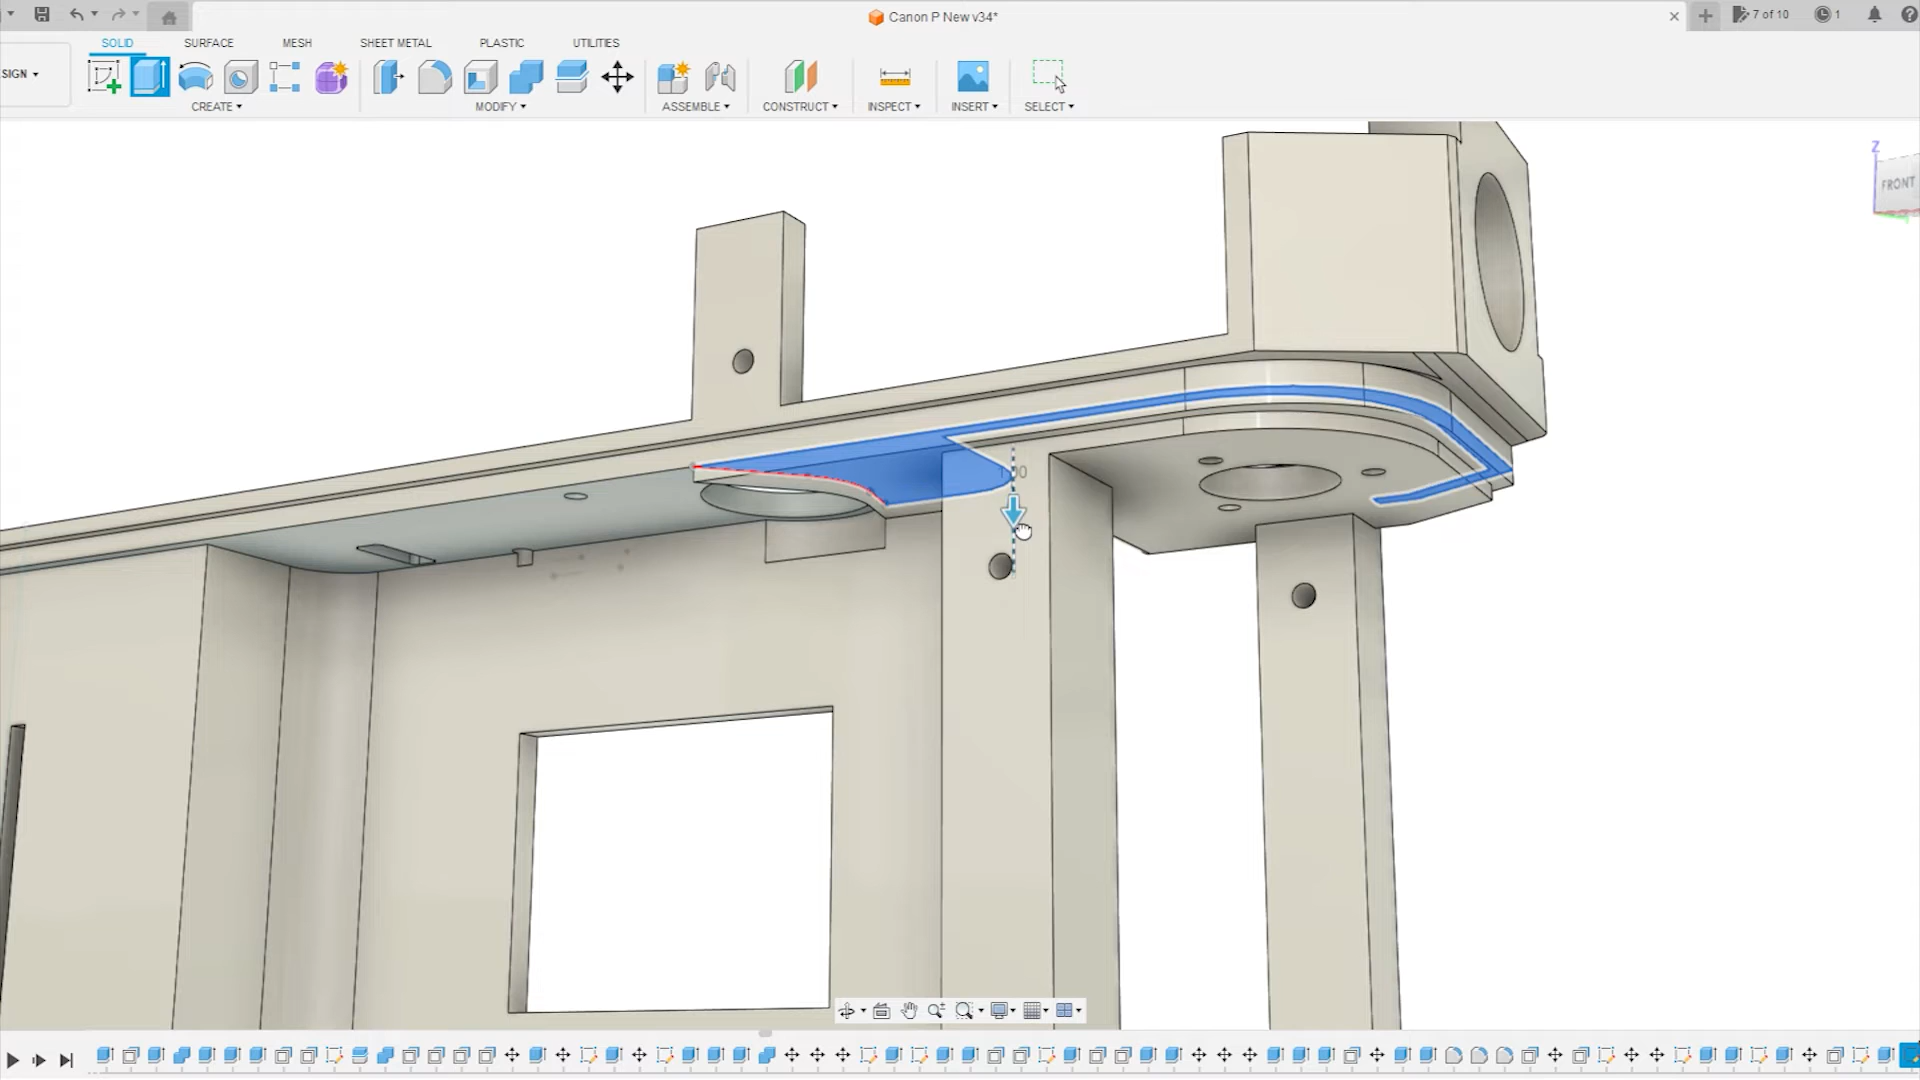 Canon P New v34*
7 of 10
1
SOLID
SURFACE
MESH
SHEET METAL
PLASTIC
UTILITIES
SIGN
CREATE
MODIFY
ASSEMBLE
CONSTRUCT
INSPECT
INSERT
SELECT
Z
FRONT